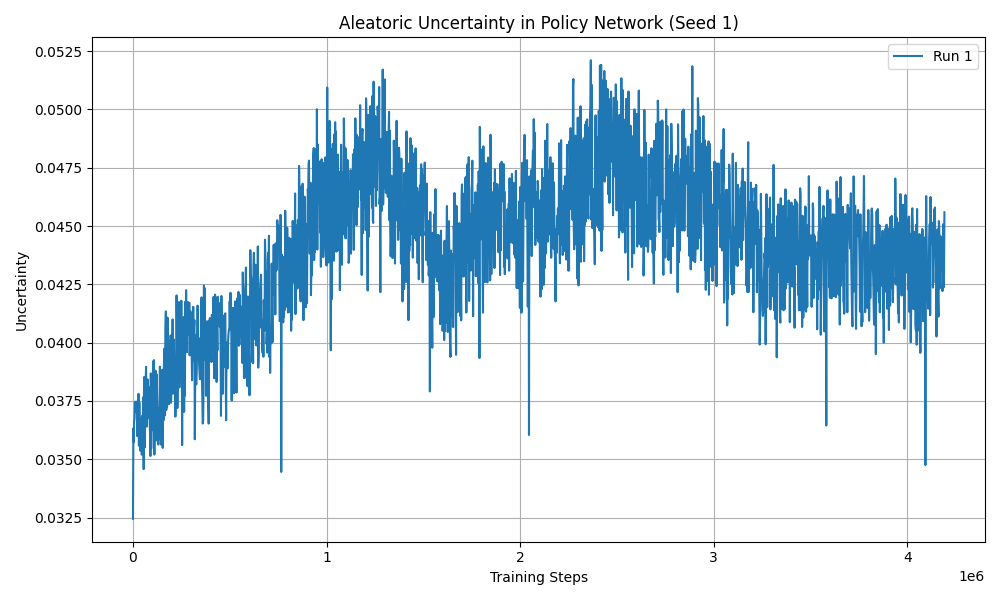 Aleatoric Uncertainty in Policy Network (Seed 1)
Run 1
Uncertainty
0.0525
0.0500
0.0475
0.0450
0.0425
0.0400
0.0375
0.0350
0.0325
0 1 2 3 4
1e6
Training Steps